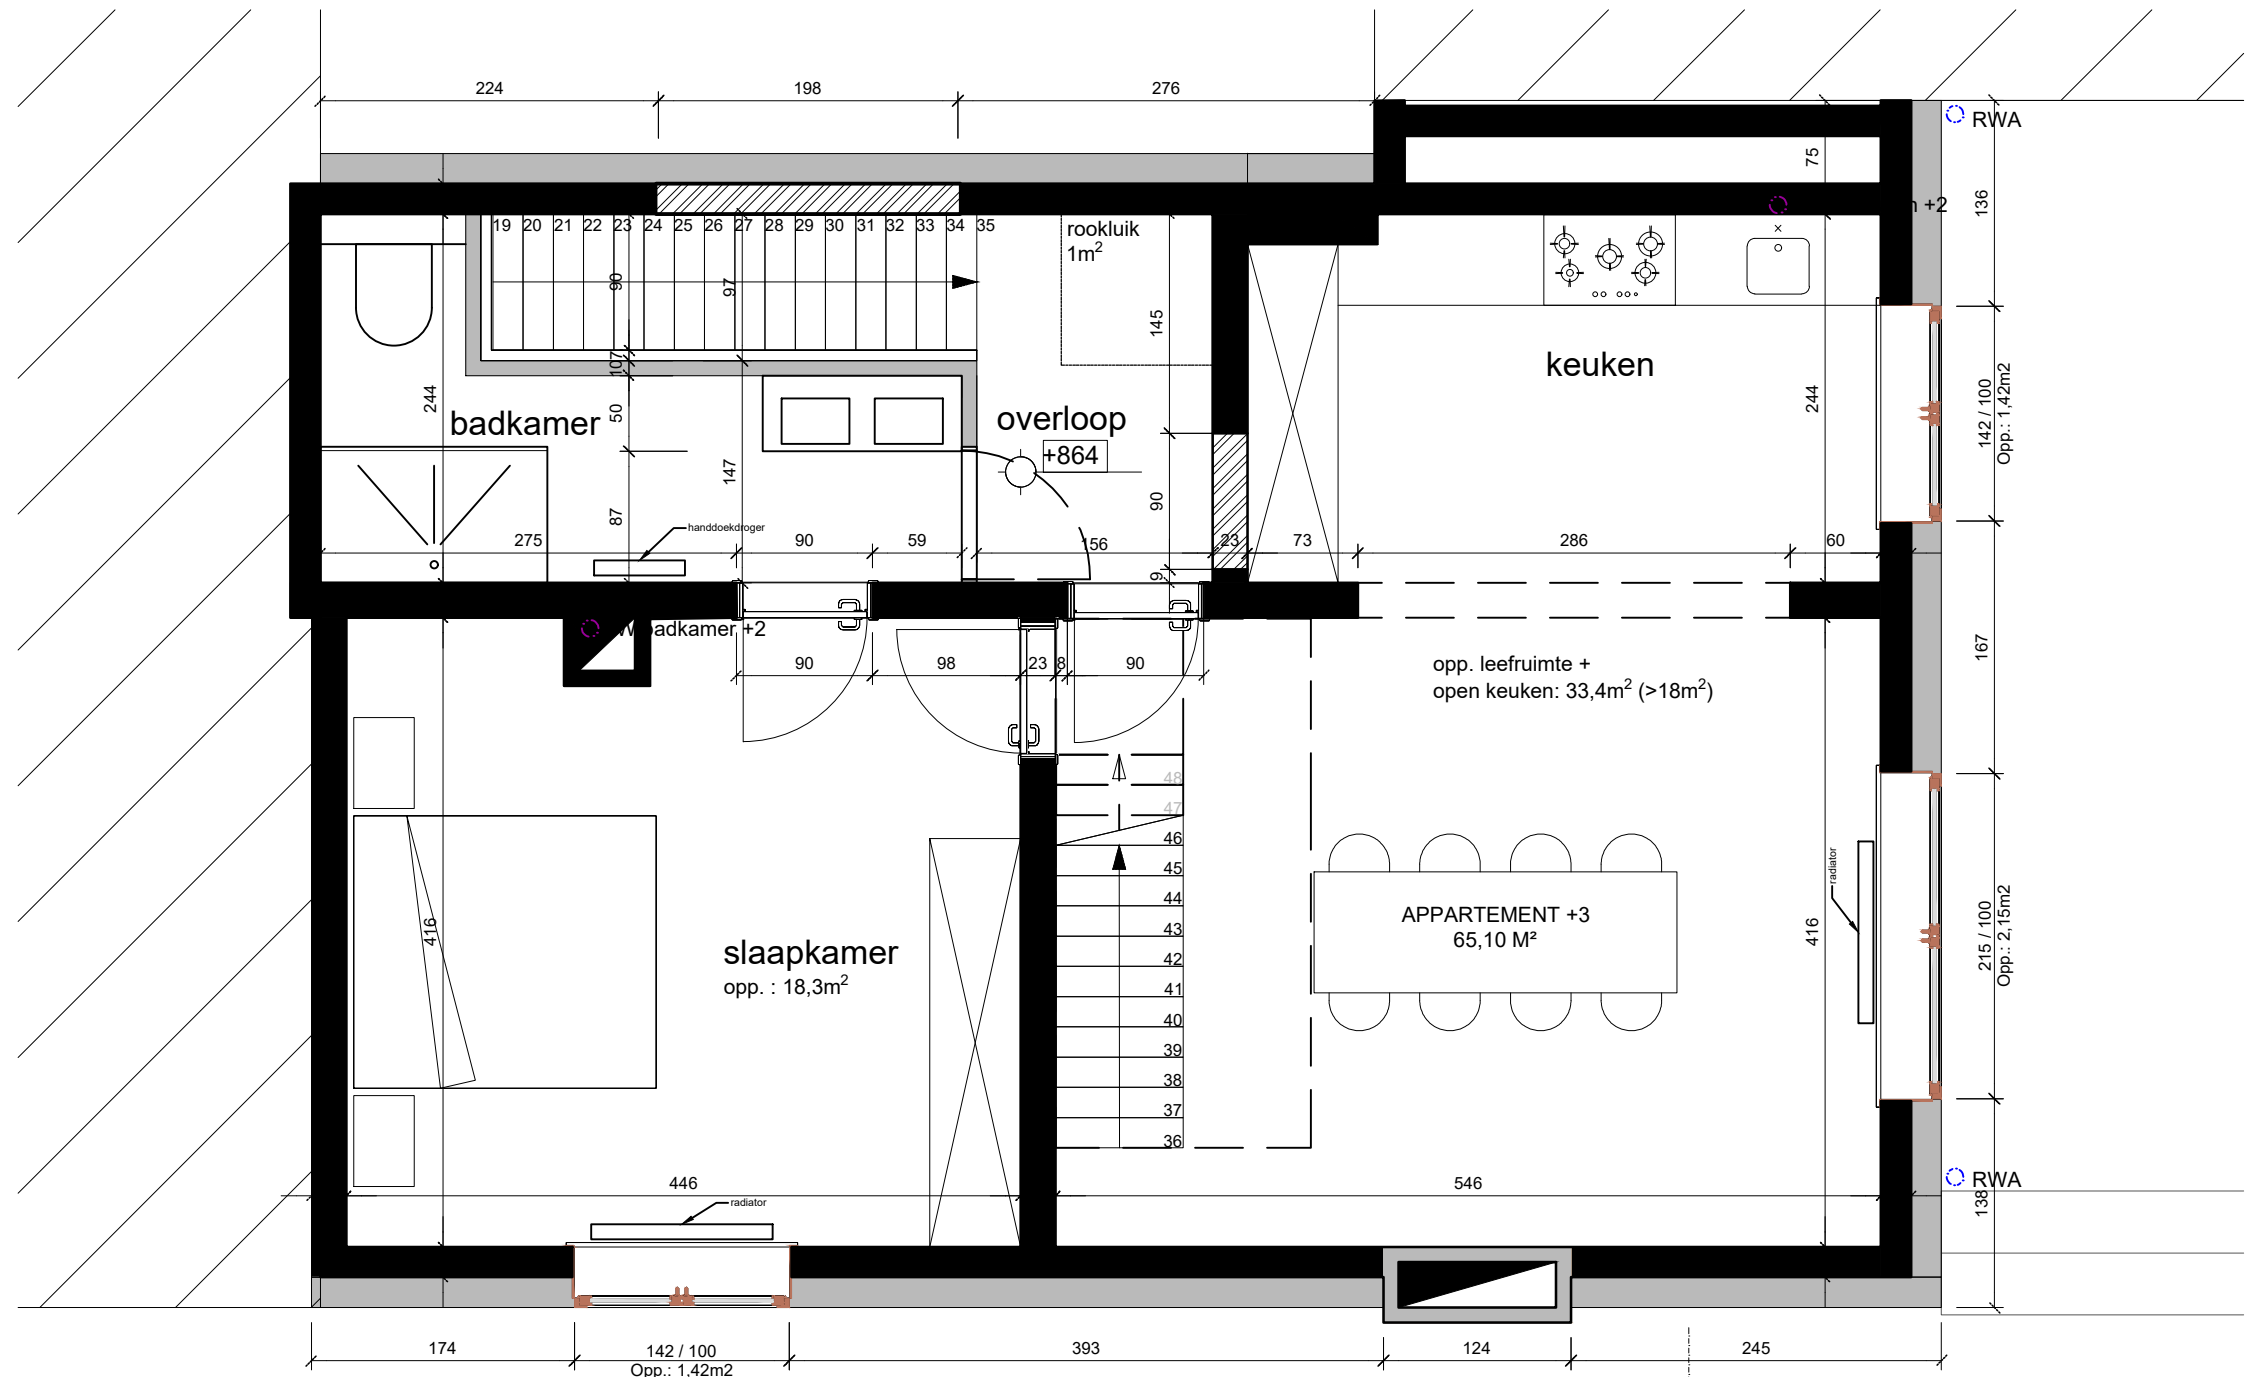 224
198
276
RWA
75
136
n +2
19 20 21 22 23 24 25 26 27 28 29 30 31 32 33 34 35
rookluik
1m²
90
97
145
244
107
50
badkamer
overloop
+864
keuken
244
142 / 100
Opp.: 1,42m2
147
87
90
handdoekdroger
275
90
59
156
23
73
286
60
9
badkamer +2
90
98
23
8
90
opp. leefruimte +
open keuken: 33,4m² (>18m²)
167
48
47
46
45
44
43
42
41
40
39
38
37
36
416
slaapkamer
opp. : 18,3m²
APPARTEMENT +3
65,10 M²
416
radiator
215 / 100
Opp.: 2,15m2
446
radiator
546
RWA
138
174
142 / 100
Opp.: 1,42m2
393
124
245